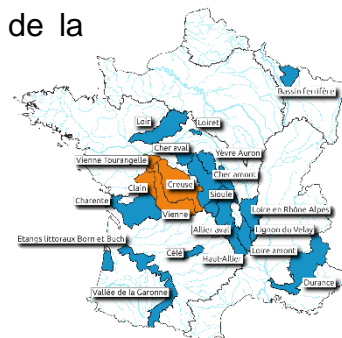 de la
Bassin ferrifère
Loir
Loiret
Cher aval
Yèvre Auron
Vienne Tourangelle
Cher amont
Clain
Creuse
Sioule
Charente
Loire en Rhône Alpes
Vienne
Allier aval
Lignon du Velay
Etangs littoraux Born et Buch
Célé
Haut-Allier
Loire amont
Durance
Vallée de la Garonne